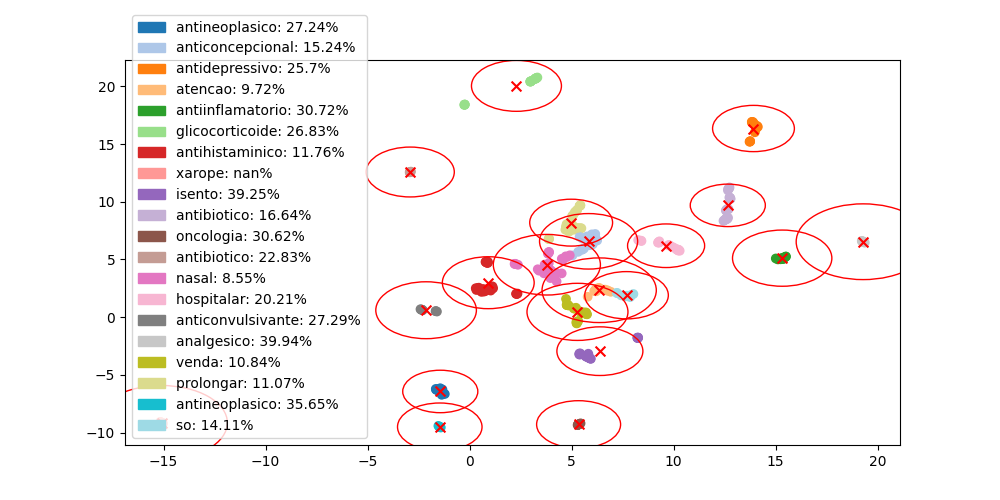 antineoplasico: 27.24%
anticoncepcional: 15.24%
antidepressivo: 25.7%
atencao: 9.72%
antiinflamatorio: 30.72%
glicocorticoide: 26.83%
antihistaminico: 11.76%
xarope: nan%
isento: 39.25%
antibiotico: 16.64%
oncologia: 30.62%
antibiotico: 22.83%
nasal: 8.55%
hospitalar: 20.21%
anticonvulsivante: 27.29%
analgesico: 39.94%
venda: 10.84%
prolongar: 11.07%
antineoplasico: 35.65%
so: 14.11%
20
15
10
5
0
−5
−10
−15 −10 −5 0 5 10 15 20